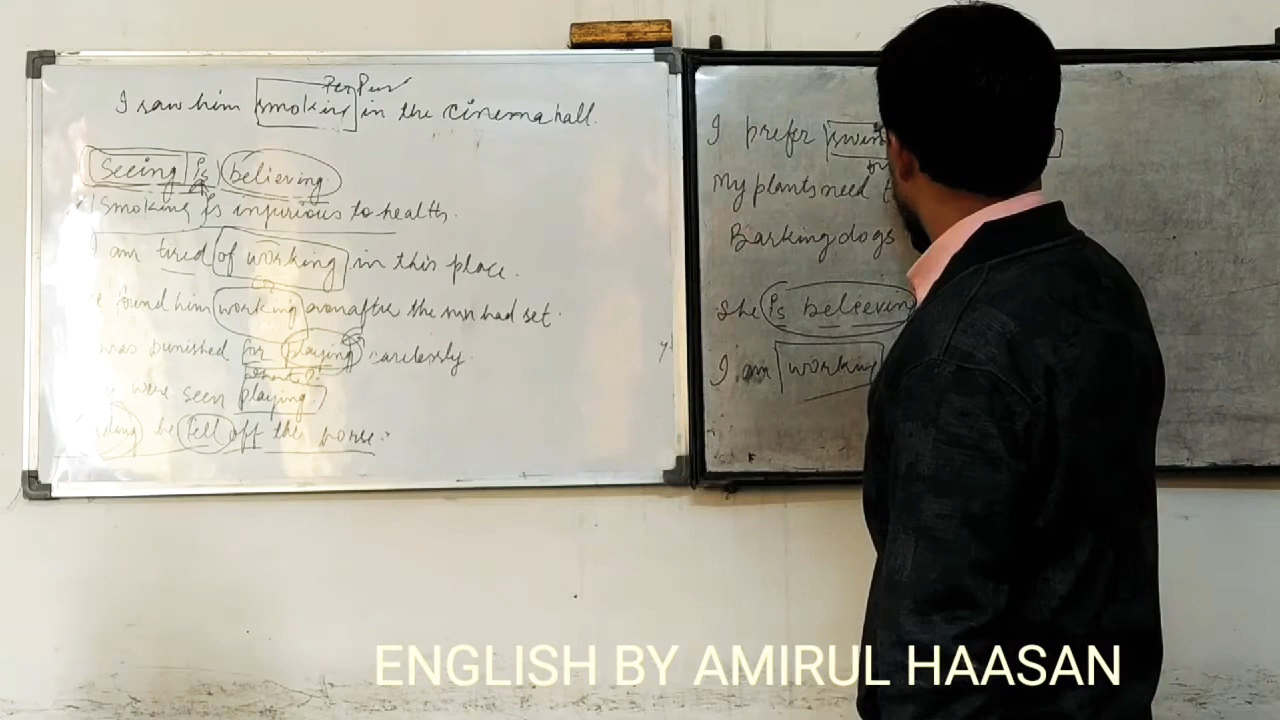 I saw him smoking in the cinema hall.
Seeing is believing
Smoking is injurious to health.
I am tired of working in this place.
found him working even after the sun had set.
was punished for playing carelessly.
were seen playing.
he fell off the horse.
I prefer
My plants need
Barking dogs
She is believin
I am working
ENGLISH BY AMIRUL HAASAN